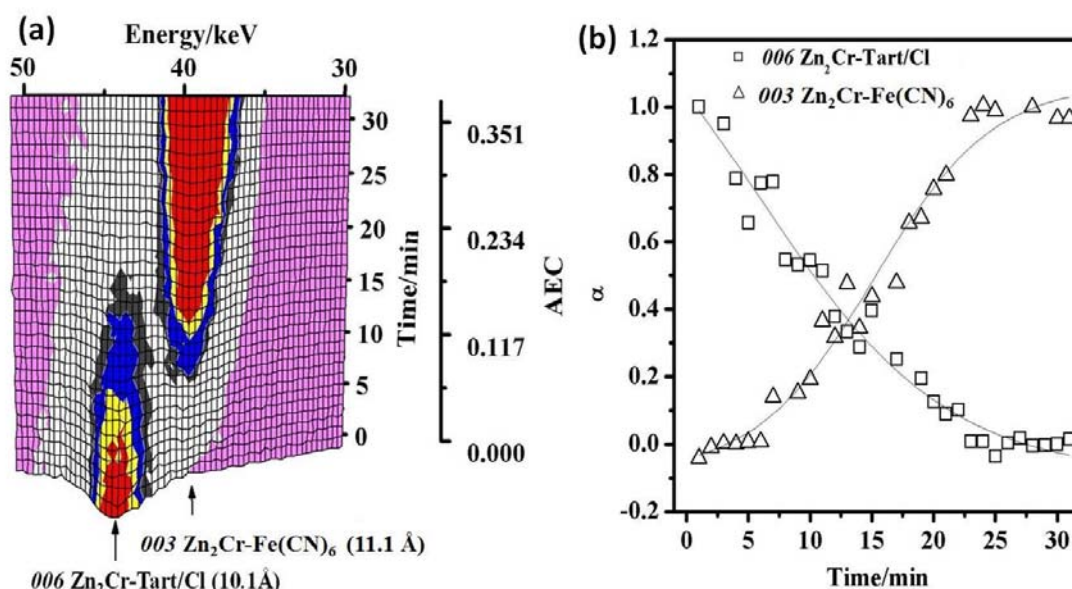 (a)
Energy/keV
50 40 30
30
25
20
15
10
5
0
Time/min
0.351
0.234
0.117
0.000
AEC
003 Zn₂Cr-Fe(CN)₆ (11.1 Å)
006 Zn₂Cr-Tart/Cl (10.1Å)
(b)
006 Zn₂Cr-Tart/Cl
003 Zn₂Cr-Fe(CN)₆
1.2
1.0
0.8
0.6
0.4
0.2
0.0
-0.2
α
0 5 10 15 20 25 30
Time/min